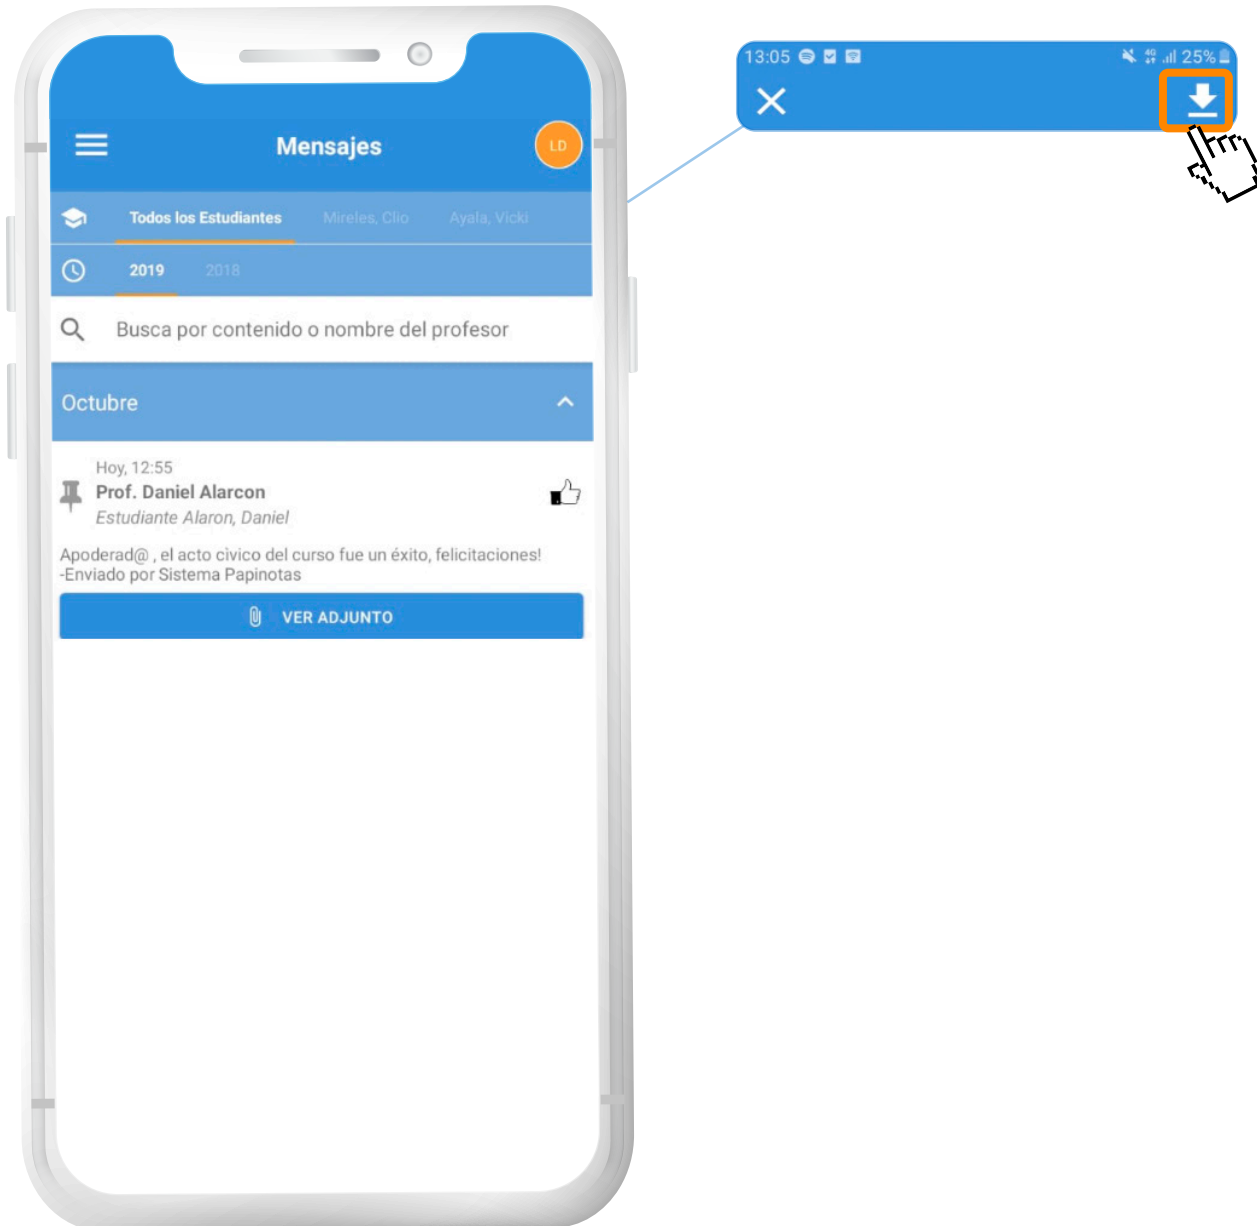 Mensajes
LD
Todos los Estudiantes Mireles, Clio Ayala, Vicki
2019 2018
Busca por contenido o nombre del profesor
Octubre
Hoy, 12:55
Prof. Daniel Alarcon
Estudiante Alaron, Daniel
Apoderad@ , el acto cìvico del curso fue un éxito, felicitaciones!
-Enviado por Sistema Papinotas
VER ADJUNTO
13:05 4G 25%